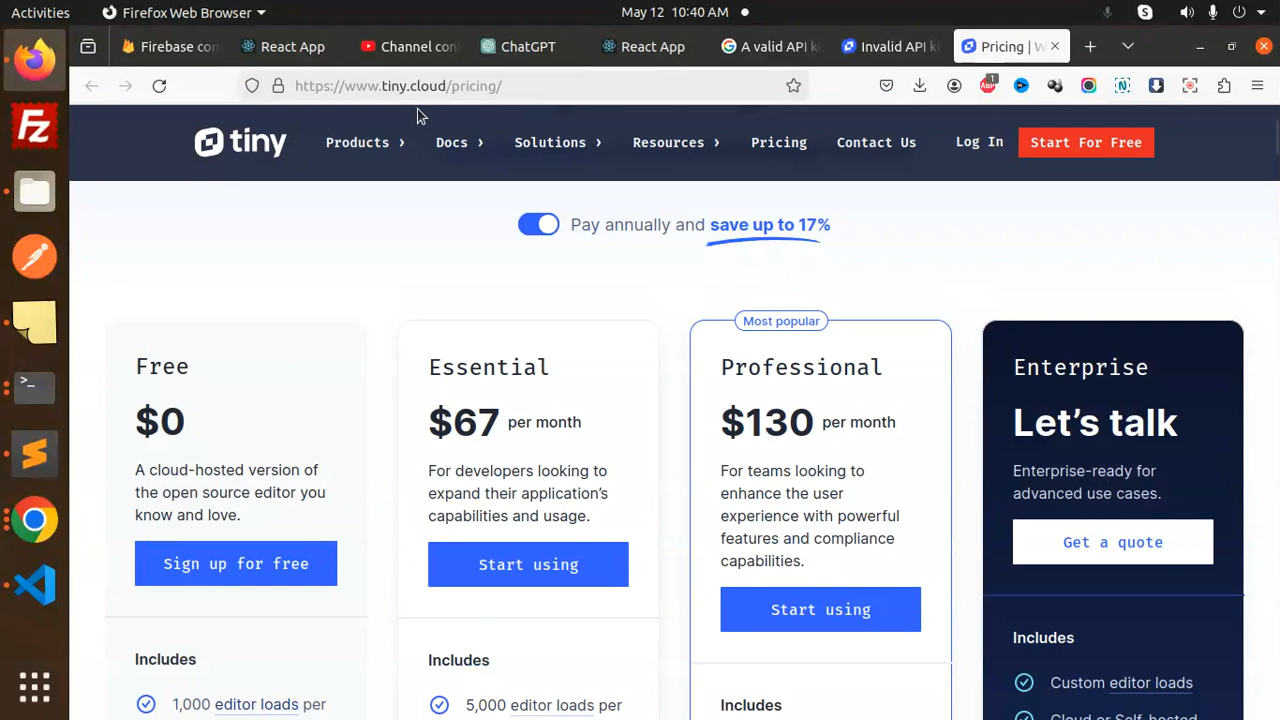 Activities
Firefox Web Browser
May 12 10:40 AM
Firebase con
React App
Channel con
ChatGPT
React App
A valid API k
Invalid API k
Pricing | W
https://www.tiny.cloud/pricing/
1
tiny
Products
Docs
Solutions
Resources
Pricing
Contact Us
Log In
Start For Free
Pay annually and save up to 17%
Free
$0
A cloud-hosted version of
the open source editor you
know and love.
Sign up for free
Includes
1,000 editor loads per
Essential
$67 per month
For developers looking to
expand their application’s
capabilities and usage.
Start using
Includes
5,000 editor loads per
Most popular
Professional
$130 per month
For teams looking to
enhance the user
experience with powerful
features and compliance
capabilities.
Start using
Includes
Enterprise
Let’s talk
Enterprise-ready for
advanced use cases.
Get a quote
Includes
Custom editor loads
Cloud or Self-hosted